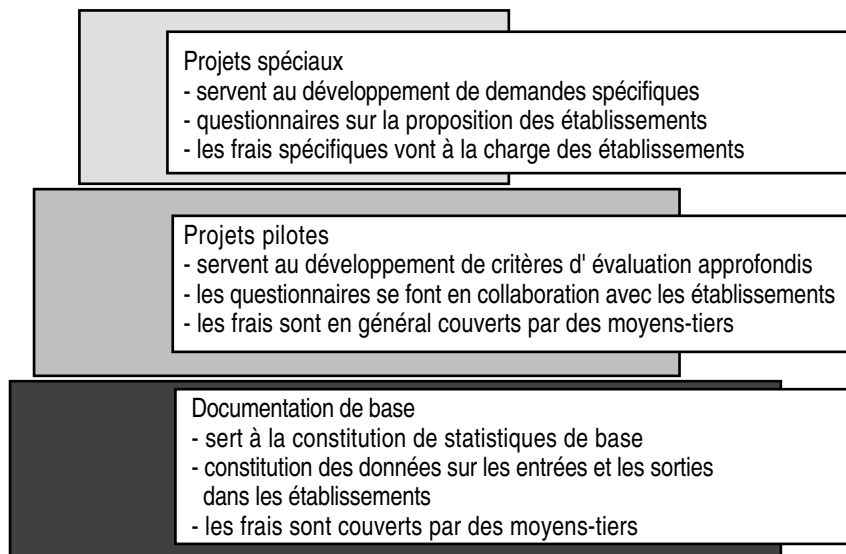 Projets spéciaux
- servent au développement de demandes spécifiques
- questionnaires sur la proposition des établissements
- les frais spécifiques vont à la charge des établissements
Projets pilotes
- servent au développement de critères d' évaluation approfondis
- les questionnaires se font en collaboration avec les établissements
- les frais sont en général couverts par des moyens-tiers
Documentation de base
- sert à la constitution de statistiques de base
- constitution des données sur les entrées et les sorties
dans les établissements
- les frais sont couverts par des moyens-tiers